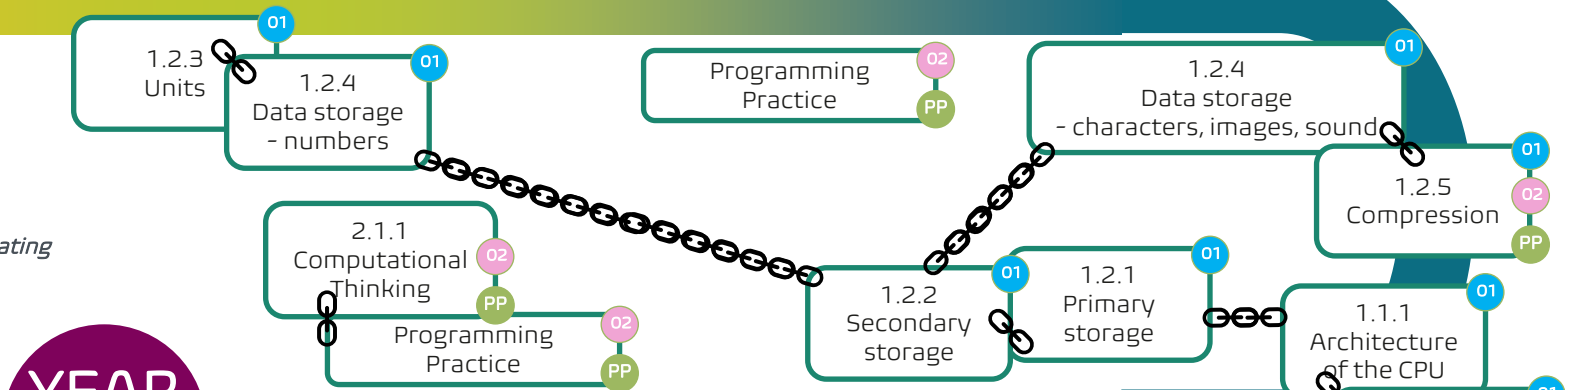 01
1.2.3
Units
01
1.2.4
Data storage
- numbers
02
Programming
Practice
PP
01
1.2.4
Data storage
- characters, images, sound
01
02
PP
1.2.5
Compression
ating
2.1.1
Computational
Thinking
02
PP
Programming
Practice
02
PP
01
1.2.2
Secondary
storage
01
1.2.1
Primary
storage
01
1.1.1
Architecture
of the CPU
01
YEAR